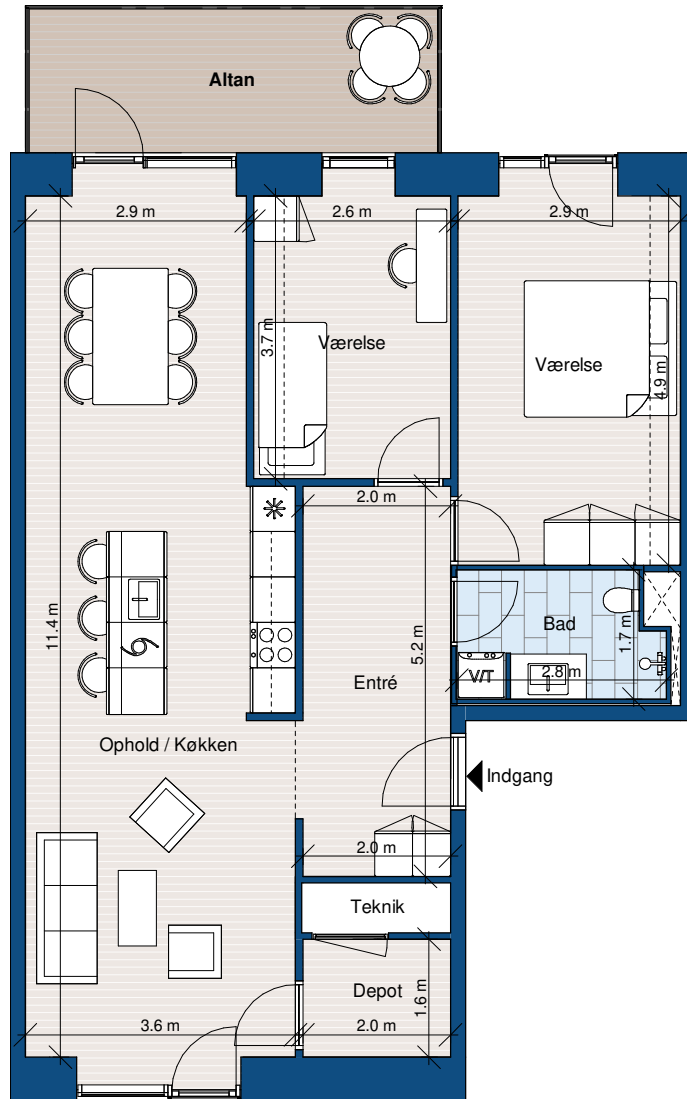 Altan
2.9 m
2.6 m
2.9 m
3.7 m
Værelse
Værelse
4.9 m
2.0 m
11.4 m
5.2 m
Bad
1.7 m
V/T
2.8 m
Entré
Ophold / Køkken
Indgang
2.0 m
Teknik
Depot
1.6 m
3.6 m
2.0 m